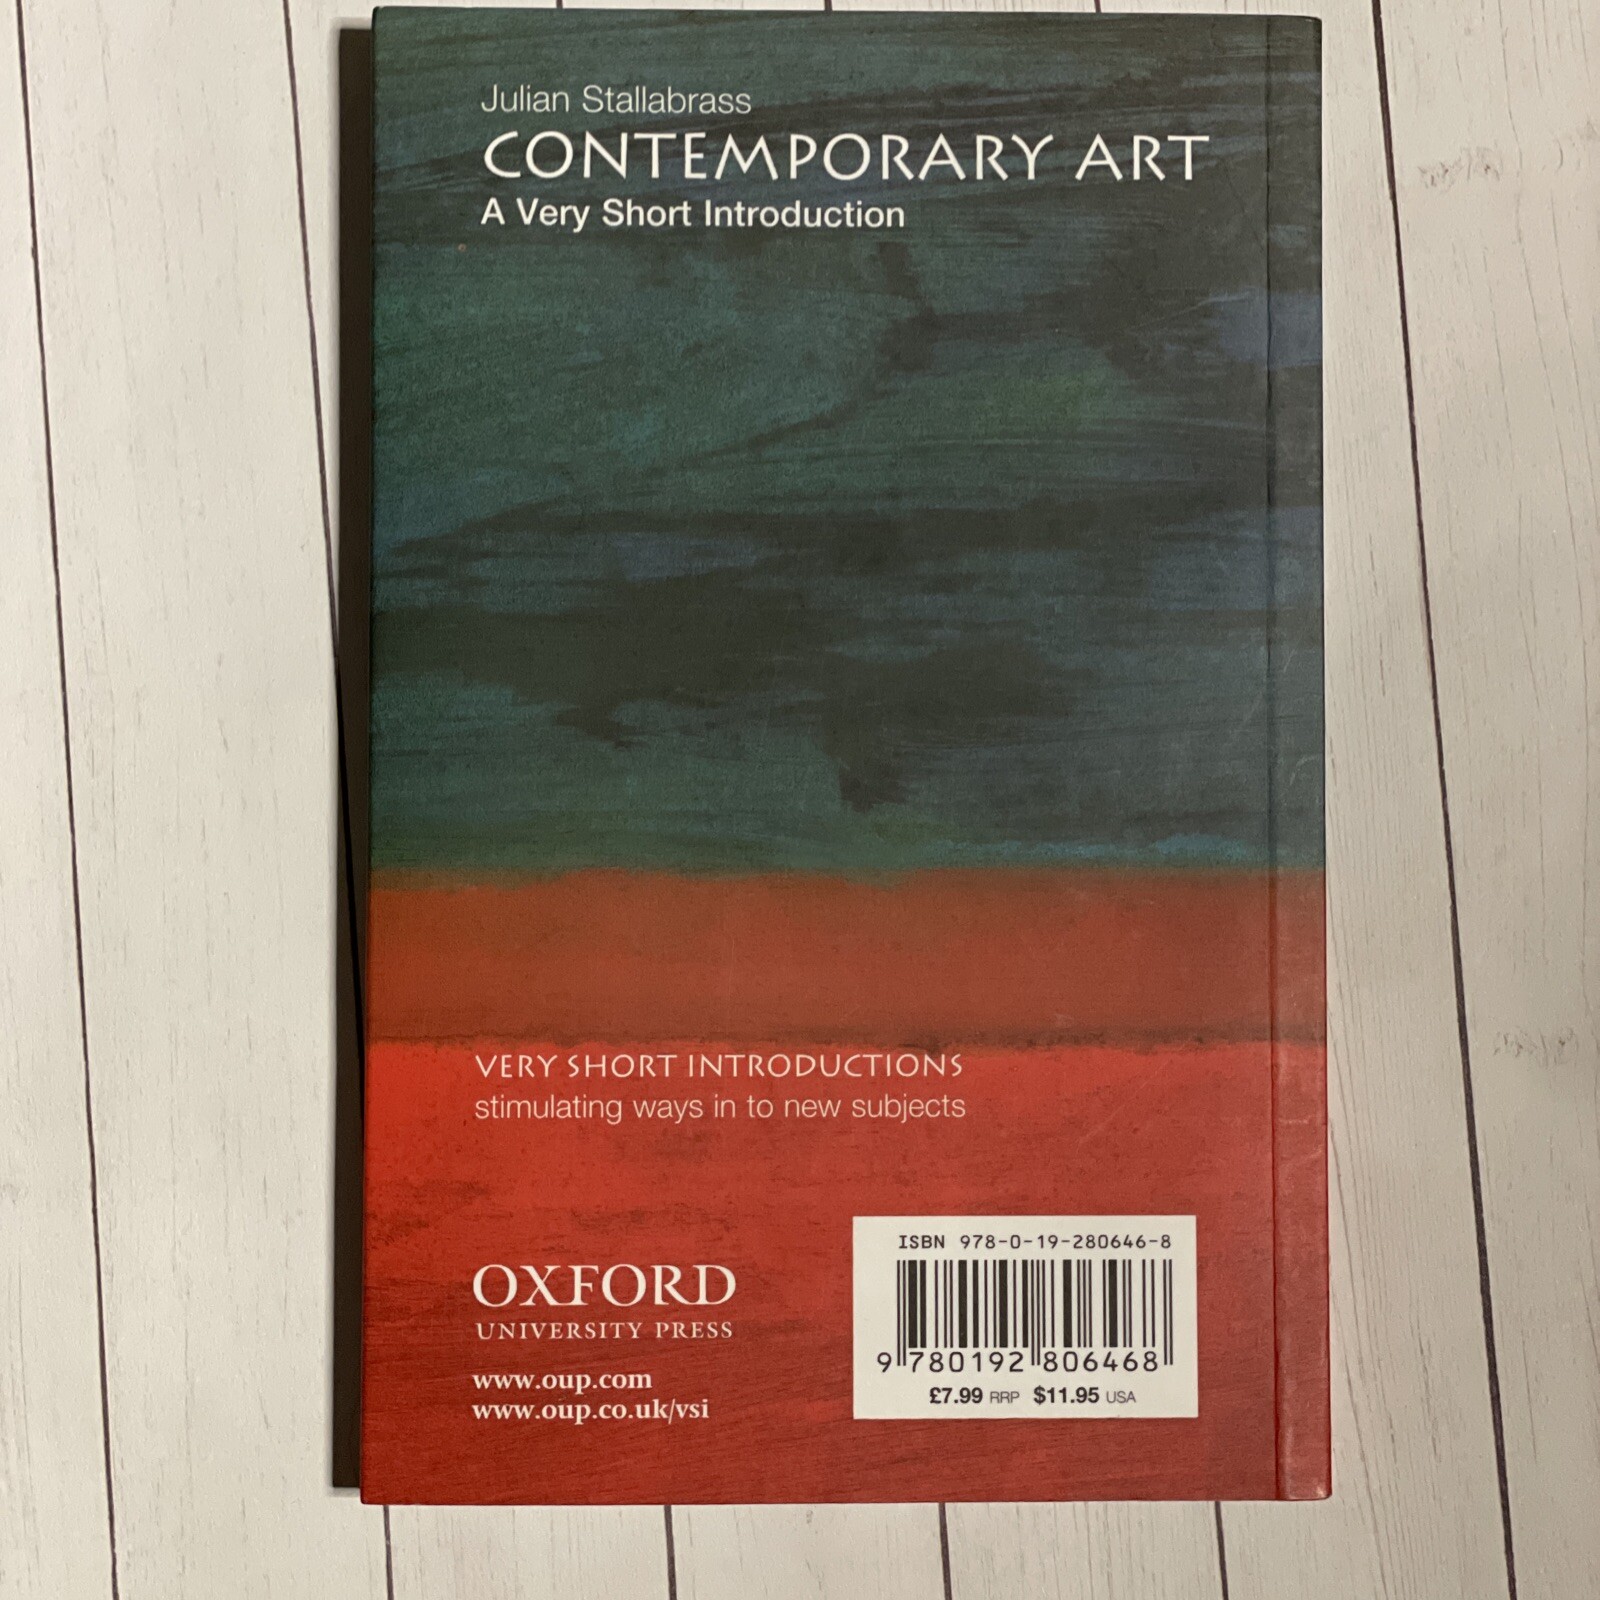 Julian Stallabrass
CONTEMPORARY ART
A Very Short Introduction
VERY SHORT INTRODUCTIONS
stimulating ways in to new subjects
OXFORD
UNIVERSITY PRESS
www.oup.com
www.oup.co.uk/vsi
ISBN 978-0-19-280646-8
9 780192 806468
£7.99 RRP $11.95 USA